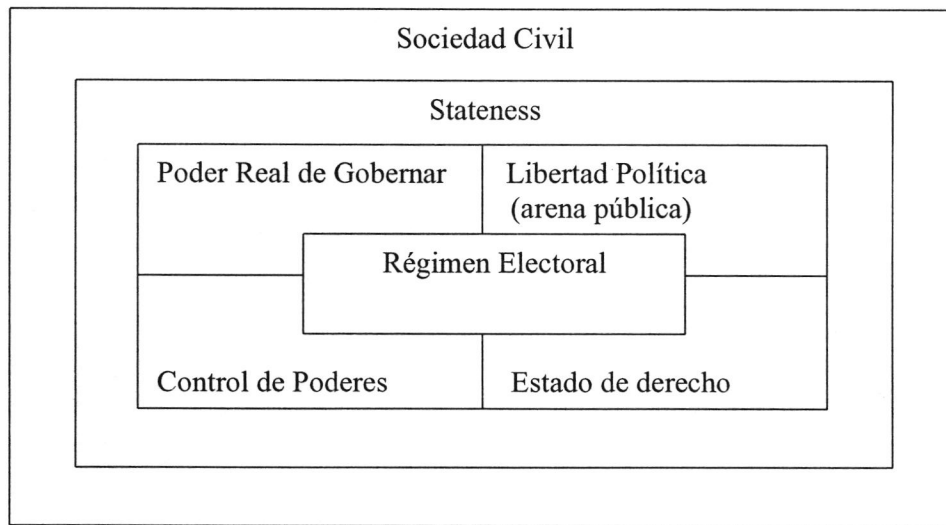 Sociedad Civil
Stateness
Poder Real de Gobernar
Libertad Política
(arena pública)
Régimen Electoral
Control de Poderes
Estado de derecho